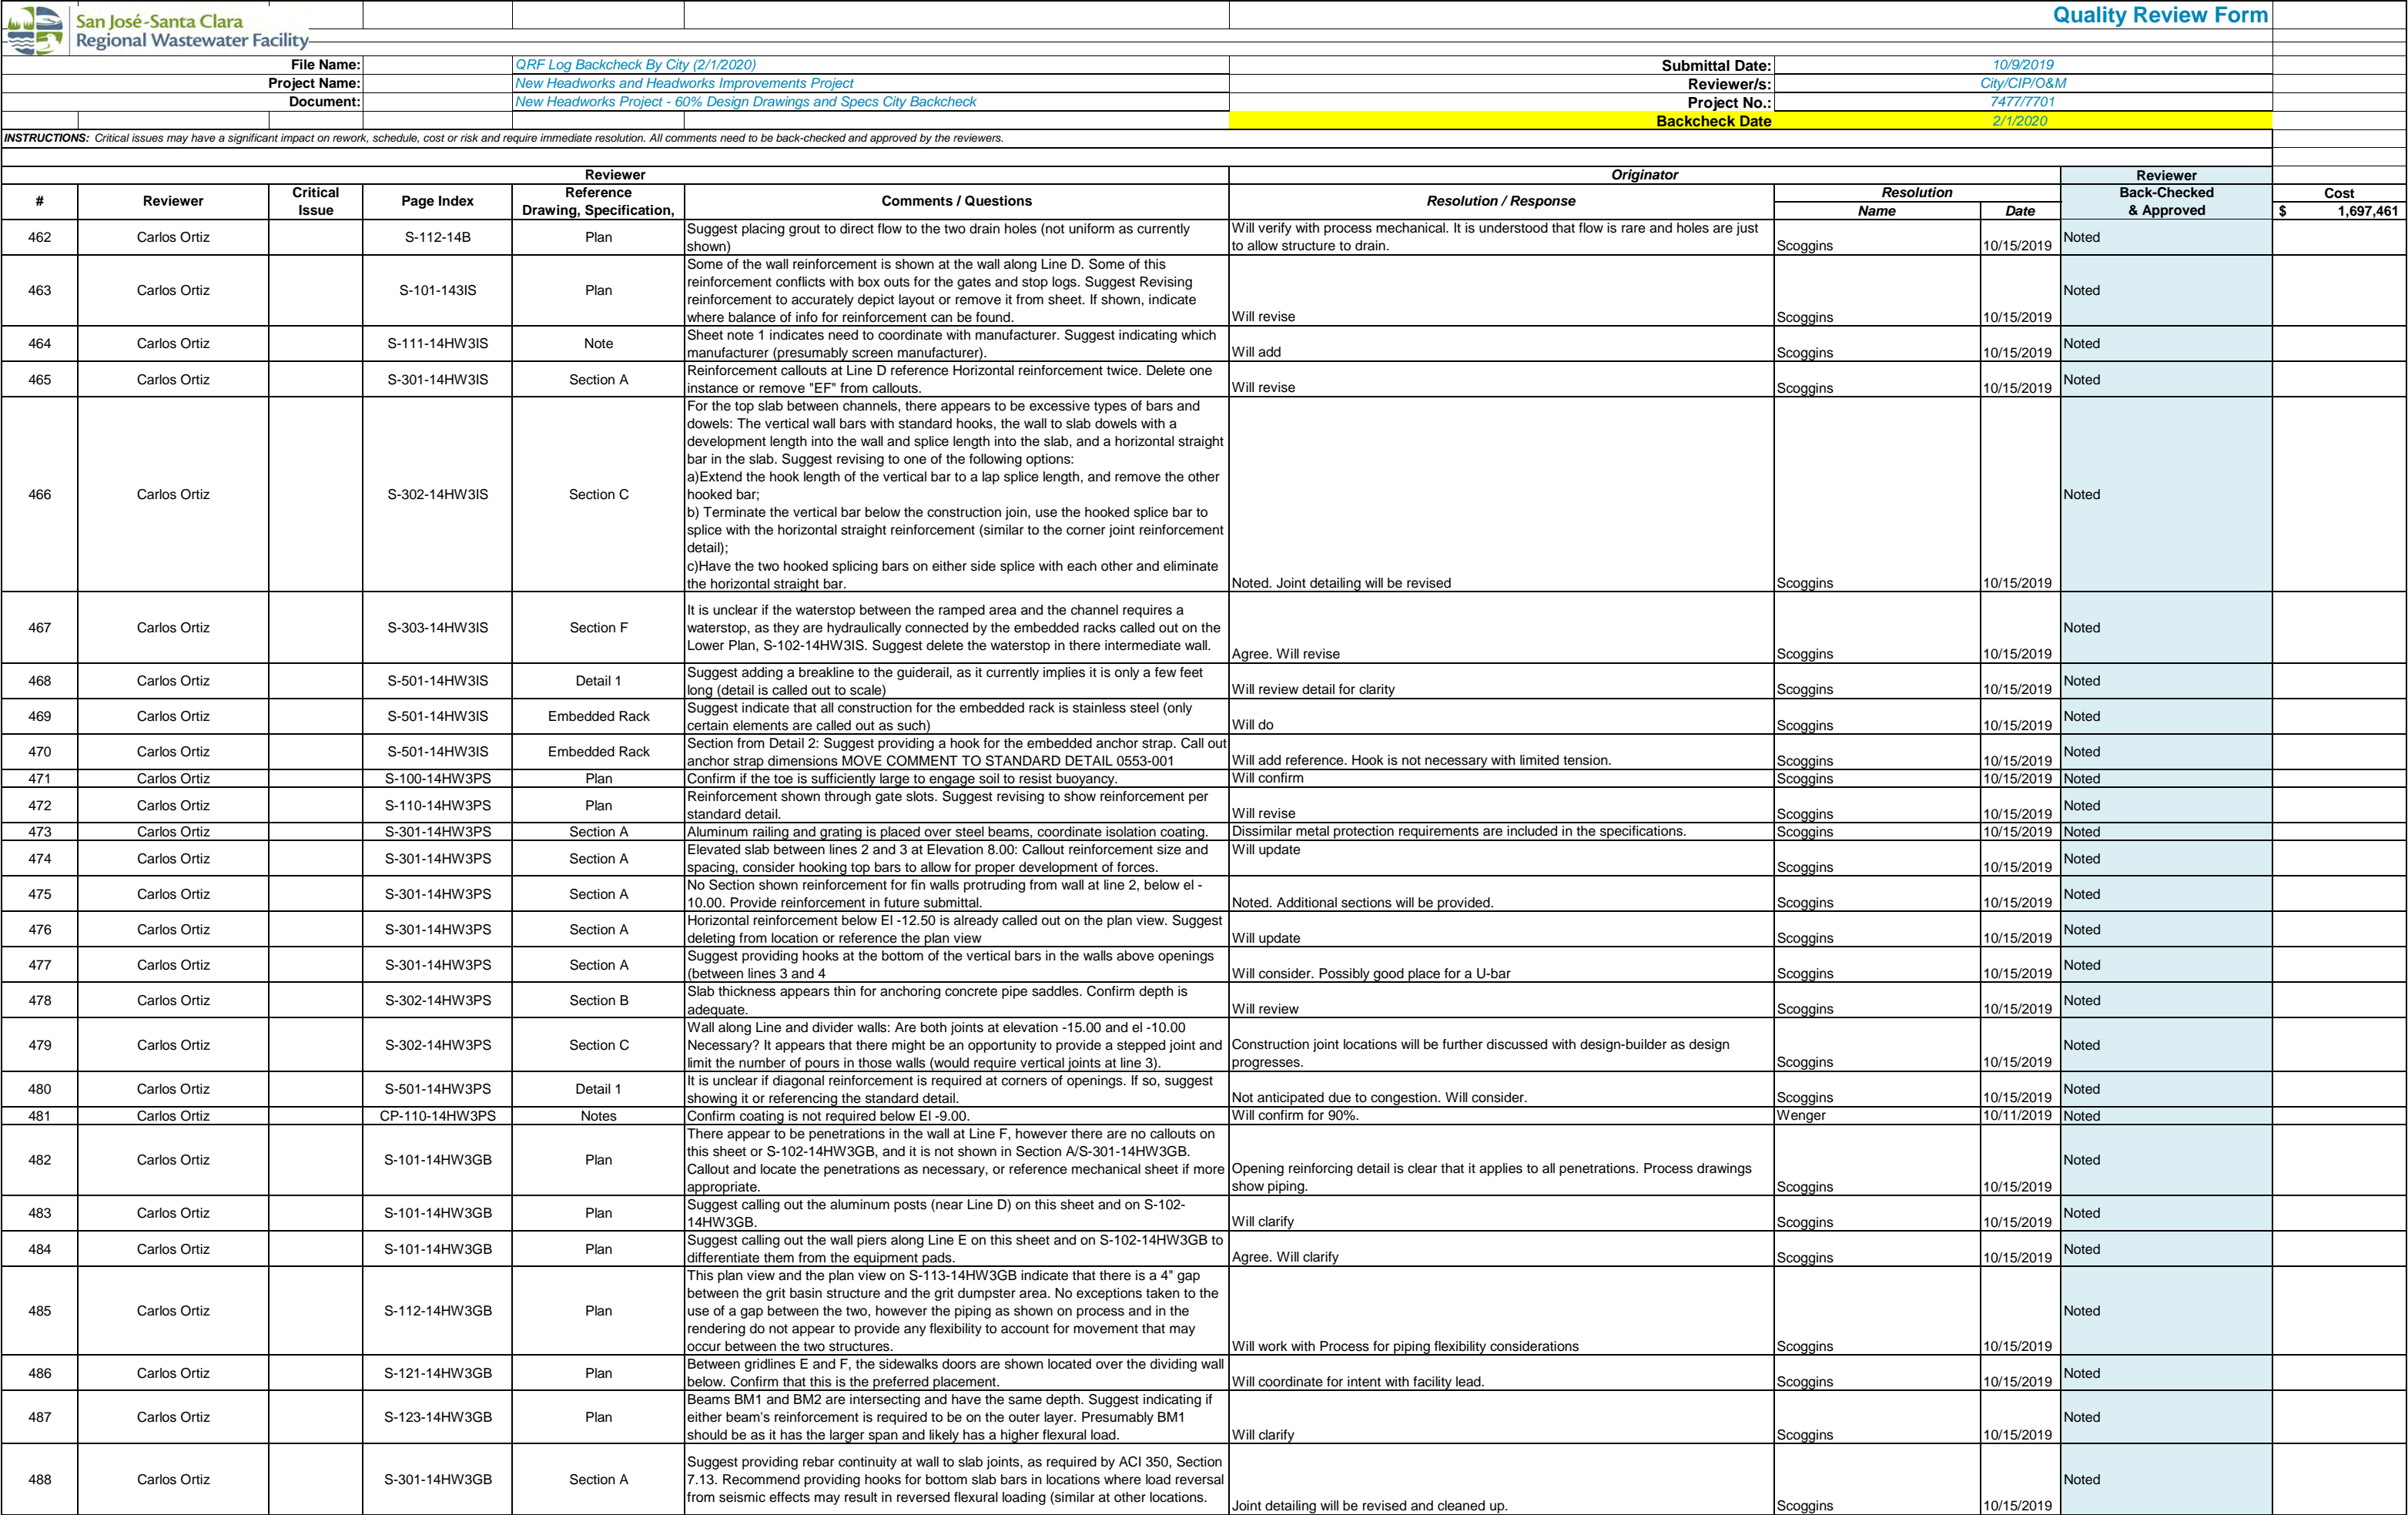 San José-Santa Clara
Regional Wastewater Facility
Quality Review Form
File Name: QRF Log Backcheck By City (2/1/2020) Submittal Date: 10/9/2019
Project Name: New Headworks and Headworks Improvements Project Reviewer/s: City/CIP/O&M
Document: New Headworks Project - 60% Design Drawings and Specs City Backcheck Project No.: 7477/7701
Backcheck Date 2/1/2020
INSTRUCTIONS: Critical issues may have a significant impact on rework, schedule, cost or risk and require immediate resolution. All comments need to be back-checked and approved by the reviewers.
Reviewer Originator Reviewer
# Reviewer Critical Issue Page Index Reference Drawing, Specification, Comments / Questions Resolution / Response Resolution Name Date Back-Checked & Approved Cost
$ 1,697,461
462 Carlos Ortiz S-112-14B Plan
Suggest placing grout to direct flow to the two drain holes (not uniform as currently
shown)
Will verify with process mechanical. It is understood that flow is rare and holes are just
to allow structure to drain.
Scoggins 10/15/2019 Noted
463 Carlos Ortiz S-101-143IS Plan
Some of the wall reinforcement is shown at the wall along Line D. Some of this
reinforcement conflicts with box outs for the gates and stop logs. Suggest Revising
reinforcement to accurately depict layout or remove it from sheet. If shown, indicate
where balance of info for reinforcement can be found.
Will revise
Scoggins 10/15/2019 Noted
464 Carlos Ortiz S-111-14HW3IS Note
Sheet note 1 indicates need to coordinate with manufacturer. Suggest indicating which
manufacturer (presumably screen manufacturer).
Will add
Scoggins 10/15/2019 Noted
465 Carlos Ortiz S-301-14HW3IS Section A
Reinforcement callouts at Line D reference Horizontal reinforcement twice. Delete one
instance or remove "EF" from callouts.
Will revise
Scoggins 10/15/2019 Noted
466 Carlos Ortiz S-302-14HW3IS Section C
For the top slab between channels, there appears to be excessive types of bars and
dowels: The vertical wall bars with standard hooks, the wall to slab dowels with a
development length into the wall and splice length into the slab, and a horizontal straight
bar in the slab. Suggest revising to one of the following options:
a)Extend the hook length of the vertical bar to a lap splice length, and remove the other
hooked bar;
b) Terminate the vertical bar below the construction join, use the hooked splice bar to
splice with the horizontal straight reinforcement (similar to the corner joint reinforcement
detail);
c)Have the two hooked splicing bars on either side splice with each other and eliminate
the horizontal straight bar.
Noted. Joint detailing will be revised
Scoggins 10/15/2019 Noted
467 Carlos Ortiz S-303-14HW3IS Section F
It is unclear if the waterstop between the ramped area and the channel requires a
waterstop, as they are hydraulically connected by the embedded racks called out on the
Lower Plan, S-102-14HW3IS. Suggest delete the waterstop in there intermediate wall.
Agree. Will revise
Scoggins 10/15/2019 Noted
468 Carlos Ortiz S-501-14HW3IS Detail 1
Suggest adding a breakline to the guiderail, as it currently implies it is only a few feet
long (detail is called out to scale)
Will review detail for clarity
Scoggins 10/15/2019 Noted
469 Carlos Ortiz S-501-14HW3IS Embedded Rack
Suggest indicate that all construction for the embedded rack is stainless steel (only
certain elements are called out as such)
Will do
Scoggins 10/15/2019 Noted
470 Carlos Ortiz S-501-14HW3IS Embedded Rack
Section from Detail 2: Suggest providing a hook for the embedded anchor strap. Call out
anchor strap dimensions MOVE COMMENT TO STANDARD DETAIL 0553-001
Will add reference. Hook is not necessary with limited tension.
Scoggins 10/15/2019 Noted
471 Carlos Ortiz S-100-14HW3PS Plan
Confirm if the toe is sufficiently large to engage soil to resist buoyancy.
Will confirm
Scoggins 10/15/2019 Noted
472 Carlos Ortiz S-110-14HW3PS Plan
Reinforcement shown through gate slots. Suggest revising to show reinforcement per
standard detail.
Will revise
Scoggins 10/15/2019 Noted
473 Carlos Ortiz S-301-14HW3PS Section A
Aluminum railing and grating is placed over steel beams, coordinate isolation coating.
Dissimilar metal protection requirements are included in the specifications.
Scoggins 10/15/2019 Noted
474 Carlos Ortiz S-301-14HW3PS Section A
Elevated slab between lines 2 and 3 at Elevation 8.00: Callout reinforcement size and
spacing, consider hooking top bars to allow for proper development of forces.
Will update
Scoggins 10/15/2019 Noted
475 Carlos Ortiz S-301-14HW3PS Section A
No Section shown reinforcement for fin walls protruding from wall at line 2, below el -
10.00. Provide reinforcement in future submittal.
Noted. Additional sections will be provided.
Scoggins 10/15/2019 Noted
476 Carlos Ortiz S-301-14HW3PS Section A
Horizontal reinforcement below El -12.50 is already called out on the plan view. Suggest
deleting from location or reference the plan view
Will update
Scoggins 10/15/2019 Noted
477 Carlos Ortiz S-301-14HW3PS Section A
Suggest providing hooks at the bottom of the vertical bars in the walls above openings
(between lines 3 and 4
Will consider. Possibly good place for a U-bar
Scoggins 10/15/2019 Noted
478 Carlos Ortiz S-302-14HW3PS Section B
Slab thickness appears thin for anchoring concrete pipe saddles. Confirm depth is
adequate.
Will review
Scoggins 10/15/2019 Noted
479 Carlos Ortiz S-302-14HW3PS Section C
Wall along Line and divider walls: Are both joints at elevation -15.00 and el -10.00
Necessary? It appears that there might be an opportunity to provide a stepped joint and
limit the number of pours in those walls (would require vertical joints at line 3).
Construction joint locations will be further discussed with design-builder as design
progresses.
Scoggins 10/15/2019 Noted
480 Carlos Ortiz S-501-14HW3PS Detail 1
It is unclear if diagonal reinforcement is required at corners of openings. If so, suggest
showing it or referencing the standard detail.
Not anticipated due to congestion. Will consider.
Scoggins 10/15/2019 Noted
481 Carlos Ortiz CP-110-14HW3PS Notes
Confirm coating is not required below El -9.00.
Will confirm for 90%.
Wenger 10/11/2019 Noted
482 Carlos Ortiz S-101-14HW3GB Plan
There appear to be penetrations in the wall at Line F, however there are no callouts on
this sheet or S-102-14HW3GB, and it is not shown in Section A/S-301-14HW3GB.
Callout and locate the penetrations as necessary, or reference mechanical sheet if more
appropriate.
Opening reinforcing detail is clear that it applies to all penetrations. Process drawings
show piping.
Scoggins 10/15/2019 Noted
483 Carlos Ortiz S-101-14HW3GB Plan
Suggest calling out the aluminum posts (near Line D) on this sheet and on S-102-
14HW3GB.
Will clarify
Scoggins 10/15/2019 Noted
484 Carlos Ortiz S-101-14HW3GB Plan
Suggest calling out the wall piers along Line E on this sheet and on S-102-14HW3GB to
differentiate them from the equipment pads.
Agree. Will clarify
Scoggins 10/15/2019 Noted
485 Carlos Ortiz S-112-14HW3GB Plan
This plan view and the plan view on S-113-14HW3GB indicate that there is a 4" gap
between the grit basin structure and the grit dumpster area. No exceptions taken to the
use of a gap between the two, however the piping as shown on process and in the
rendering do not appear to provide any flexibility to account for movement that may
occur between the two structures.
Will work with Process for piping flexibility considerations
Scoggins 10/15/2019 Noted
486 Carlos Ortiz S-121-14HW3GB Plan
Between gridlines E and F, the sidewalks doors are shown located over the dividing wall
below. Confirm that this is the preferred placement.
Will coordinate for intent with facility lead.
Scoggins 10/15/2019 Noted
487 Carlos Ortiz S-123-14HW3GB Plan
Beams BM1 and BM2 are intersecting and have the same depth. Suggest indicating if
either beam's reinforcement is required to be on the outer layer. Presumably BM1
should be as it has the larger span and likely has a higher flexural load.
Will clarify
Scoggins 10/15/2019 Noted
488 Carlos Ortiz S-301-14HW3GB Section A
Suggest providing rebar continuity at wall to slab joints, as required by ACI 350, Section
7.13. Recommend providing hooks for bottom slab bars in locations where load reversal
from seismic effects may result in reversed flexural loading (similar at other locations.
Joint detailing will be revised and cleaned up.
Scoggins 10/15/2019 Noted